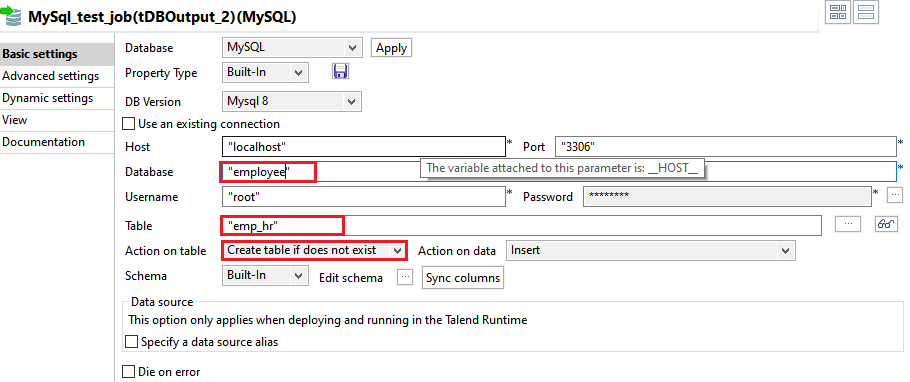 MySql_test_job(tDBOutput_2)(MySQL)
Basic settings
Advanced settings
Dynamic settings
View
Documentation
Database MySQL Apply
Property Type Built-In
DB Version Mysql 8
Use an existing connection
Host "localhost" * Port "3306" *
Database "employee" *
The variable attached to this parameter is: __HOST__
Username "root" * Password ******** * ...
Table "emp_hr" ...
Action on table Create table if does not exist Action on data Insert
Schema Built-In Edit schema ... Sync columns
Data source
This option only applies when deploying and running in the Talend Runtime
Specify a data source alias
Die on error